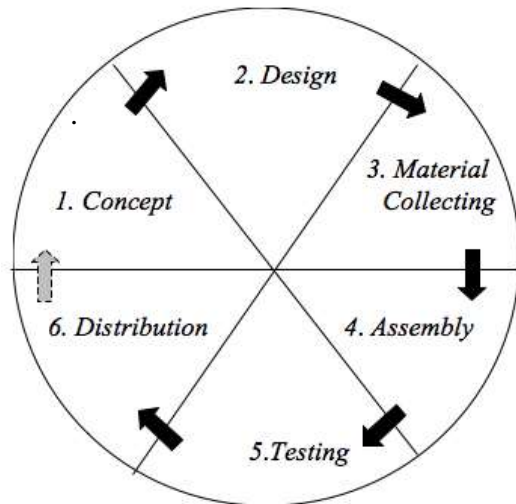 1. Concept
2. Design
3. Material
Collecting
4. Assembly
5.Testing
6. Distribution